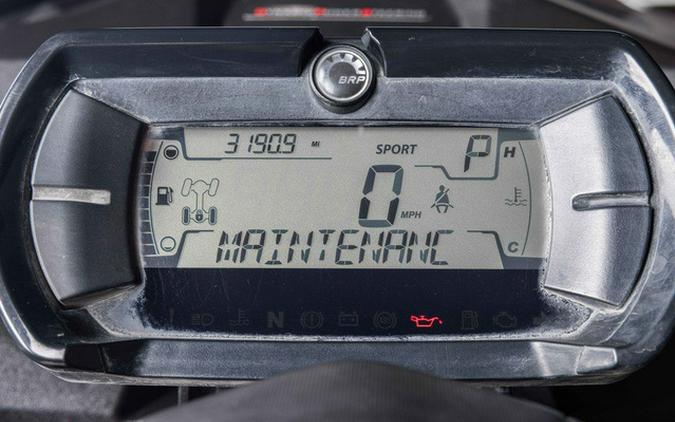 BRP
3190.9 MI
SPORT
P H
0 MPH
MAINTENANC
C
N